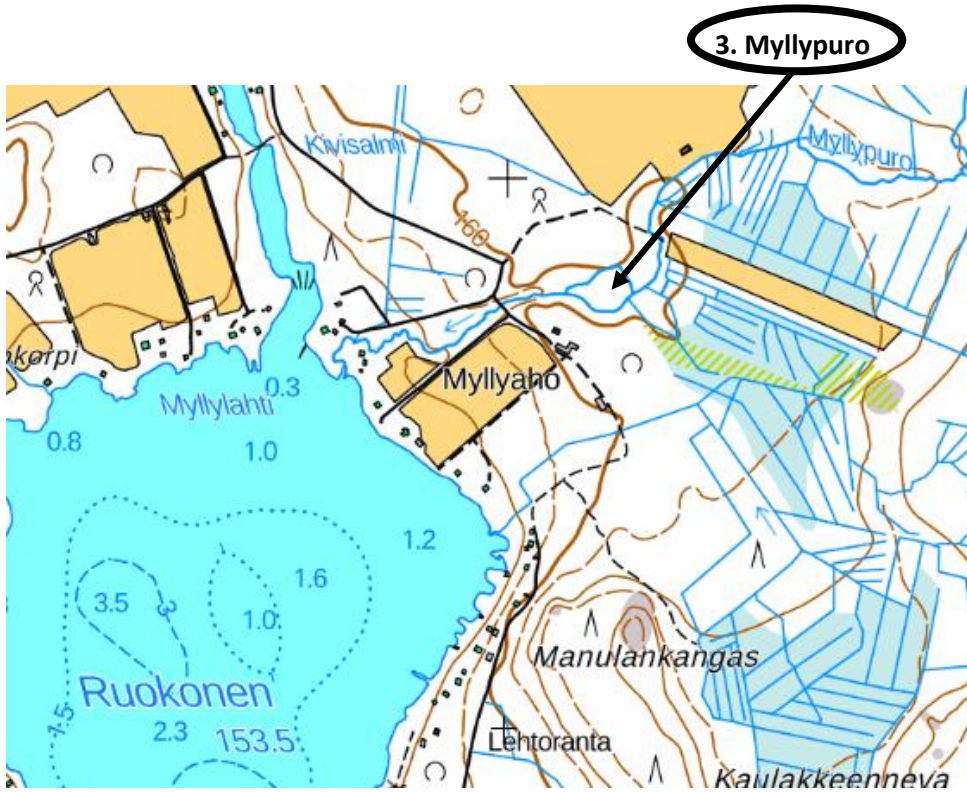 3. Myllypuro
Kivisalmi
Myllypuro
160
okorpi
Myllyaho
0.3
Myllylahti
0.8
1.0
1.2
1.6
3.5
3
1.0
Manulankangas
Ruokonen
1.5
2.3
153.5
Lehtoranta
Kaulakkeenneva